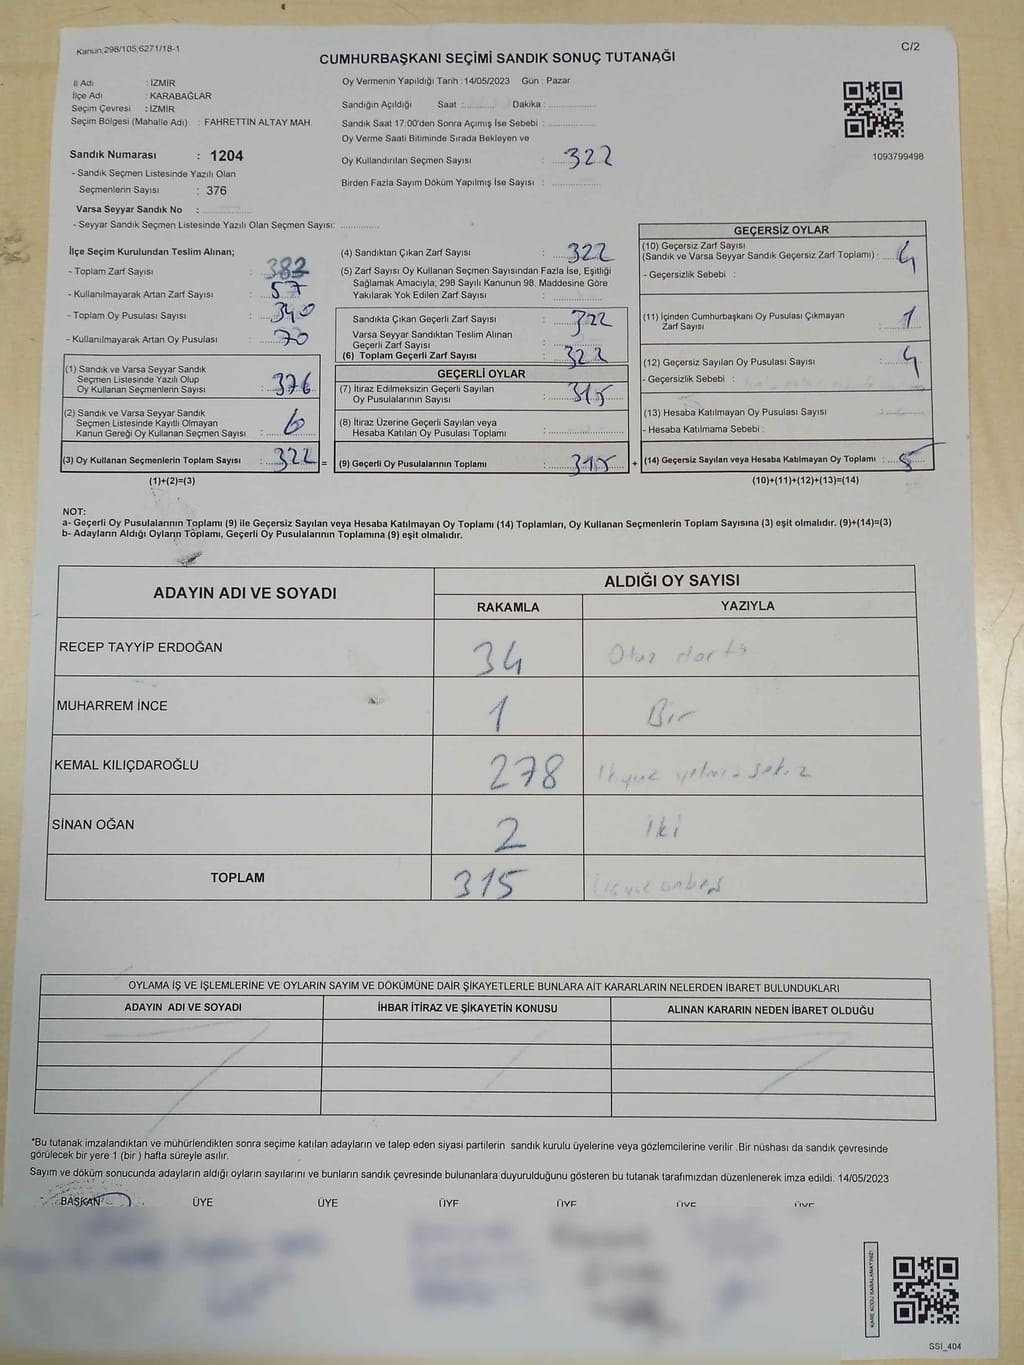 Kanun;298/105,6271/18-1
C/2
CUMHURBAŞKANI SEÇİMİ SANDIK SONUÇ TUTANAĞI
İl Adı : İZMİR
İlçe Adı : KARABAĞLAR
Seçim Çevresi : İZMİR
Seçim Bölgesi (Mahalle Adı) : FAHRETTİN ALTAY MAH.
Sandık Numarası : 1204
- Sandık Seçmen Listesinde Yazılı Olan
Seçmenlerin Sayısı : 376
Varsa Seyyar Sandık No :
- Seyyar Sandık Seçmen Listesinde Yazılı Olan Seçmen Sayısı:
Oy Vermenin Yapıldığı Tarih : 14/05/2023 Gün : Pazar
Sandığın Açıldığı Saat : Dakika :
Sandık Saat 17:00'den Sonra Açımış İse Sebebi :
Oy Verme Saati Bitiminde Sırada Bekleyen ve
Oy Kullandırılan Seçmen Sayısı : 322
Birden Fazla Sayım Döküm Yapılmış İse Sayısı :
1093799498
İlçe Seçim Kurulundan Teslim Alınan;
- Toplam Zarf Sayısı : 382
- Kullanılmayarak Artan Zarf Sayısı : 57
- Toplam Oy Pusulası Sayısı : 340
- Kullanılmayarak Artan Oy Pusulası : 70
(1) Sandık ve Varsa Seyyar Sandık
Seçmen Listesinde Yazılı Olup
Oy Kullanan Seçmenlerin Sayısı : 376
(2) Sandık ve Varsa Seyyar Sandık
Seçmen Listesinde Kayıtlı Olmayan
Kanun Gereği Oy Kullanan Seçmen Sayısı : 6
(3) Oy Kullanan Seçmenlerin Toplam Sayısı : 322 =
(1)+(2)=(3)
(4) Sandıktan Çıkan Zarf Sayısı : 322
(5) Zarf Sayısı Oy Kullanan Seçmen Sayısından Fazla İse, Eşitliği
Sağlamak Amacıyla; 298 Sayılı Kanunun 98. Maddesine Göre
Yakılarak Yok Edilen Zarf Sayısı :
Sandıkta Çıkan Geçerli Zarf Sayısı : 322
Varsa Seyyar Sandıktan Teslim Alınan
Geçerli Zarf Sayısı :
(6) Toplam Geçerli Zarf Sayısı : 322
GEÇERLİ OYLAR
(7) İtiraz Edilmeksizin Geçerli Sayılan
Oy Pusulalarının Sayısı : 315
(8) İtiraz Üzerine Geçerli Sayılan veya
Hesaba Katılan Oy Pusulası Toplamı :
(9) Geçerli Oy Pusulalarının Toplamı : 315 +
GEÇERSİZ OYLAR
(10) Geçersiz Zarf Sayısı
(Sandık ve Varsa Seyyar Sandık Geçersiz Zarf Toplamı) : 4
- Geçersizlik Sebebi :
(11) İçinden Cumhurbaşkanı Oy Pusulası Çıkmayan
Zarf Sayısı : 1
(12) Geçersiz Sayılan Oy Pusulası Sayısı : 4
- Geçersizlik Sebebi :
(13) Hesaba Katılmayan Oy Pusulası Sayısı :
- Hesaba Katılmama Sebebi :
(14) Geçersiz Sayılan veya Hesaba Katılmayan Oy Toplamı : 5
(10)+(11)+(12)+(13)=(14)
NOT:
a- Geçerli Oy Pusulalarının Toplamı (9) ile Geçersiz Sayılan veya Hesaba Katılmayan Oy Toplamı (14) Toplamları, Oy Kullanan Seçmenlerin Toplam Sayısına (3) eşit olmalıdır. (9)+(14)=(3)
b- Adayların Aldığı Oyların Toplamı, Geçerli Oy Pusulalarının Toplamına (9) eşit olmalıdır.
ADAYIN ADI VE SOYADI
ALDIĞI OY SAYISI
RAKAMLA YAZIYLA
RECEP TAYYİP ERDOĞAN 34 Otuz dört
MUHARREM İNCE 1 Bir
KEMAL KILIÇDAROĞLU 278 İkiyüz yetmiş sekiz
SİNAN OĞAN 2 iki
TOPLAM 315 üçyüz onbeş
OYLAMA İŞ VE İŞLEMLERİNE VE OYLARIN SAYIM VE DÖKÜMÜNE DAİR ŞİKAYETLERLE BUNLARA AİT KARARLARIN NELERDEN İBARET BULUNDUKLARI
ADAYIN ADI VE SOYADI İHBAR İTİRAZ VE ŞİKAYETİN KONUSU ALINAN KARARIN NEDEN İBARET OLDUĞU
*Bu tutanak imzalandıktan ve mühürlendikten sonra seçime katılan adayların ve talep eden siyasi partilerin sandık kurulu üyelerine veya gözlemcilerine verilir .Bir nüshası da sandık çevresinde
görülecek bir yere 1 (bir ) hafta süreyle asılır.
Sayım ve döküm sonucunda adayların aldığı oyların sayılarını ve bunların sandık çevresinde bulunanlara duyurulduğunu gösteren bu tutanak tarafımızdan düzenlenerek imza edildi. 14/05/2023
BAŞKAN ÜYE ÜYE ÜYE ÜYE ÜYE ÜYE
KARE KODU KARALAMAYINIZ!
SSİ_404